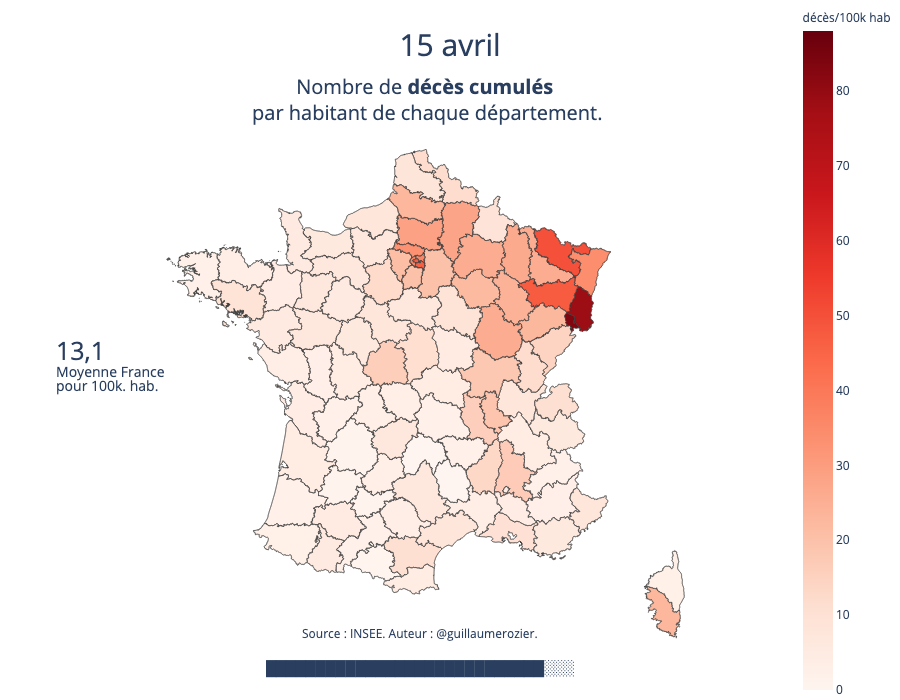 décès/100k hab
15 avril
Nombre de décès cumulés
par habitant de chaque département.
80
70
60
50
13,1
Moyenne France
pour 100k. hab.
40
30
20
10
0
Source : INSEE. Auteur : @guillaumerozier.